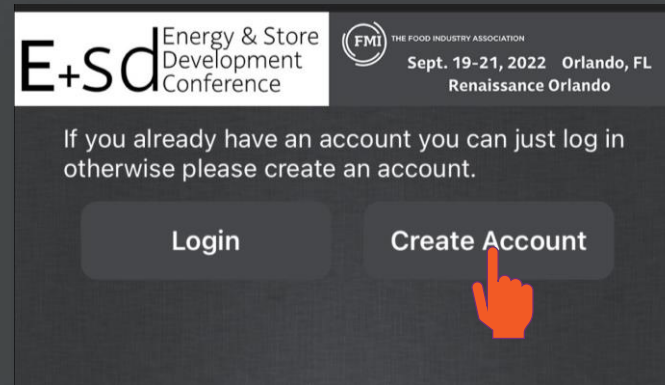 E+sd
Energy & Store
Development
Conference
FMI
THE FOOD INDUSTRY ASSOCIATION
Sept. 19-21, 2022 Orlando, FL
Renaissance Orlando
If you already have an account you can just log in
otherwise please create an account.
Login
Create Account